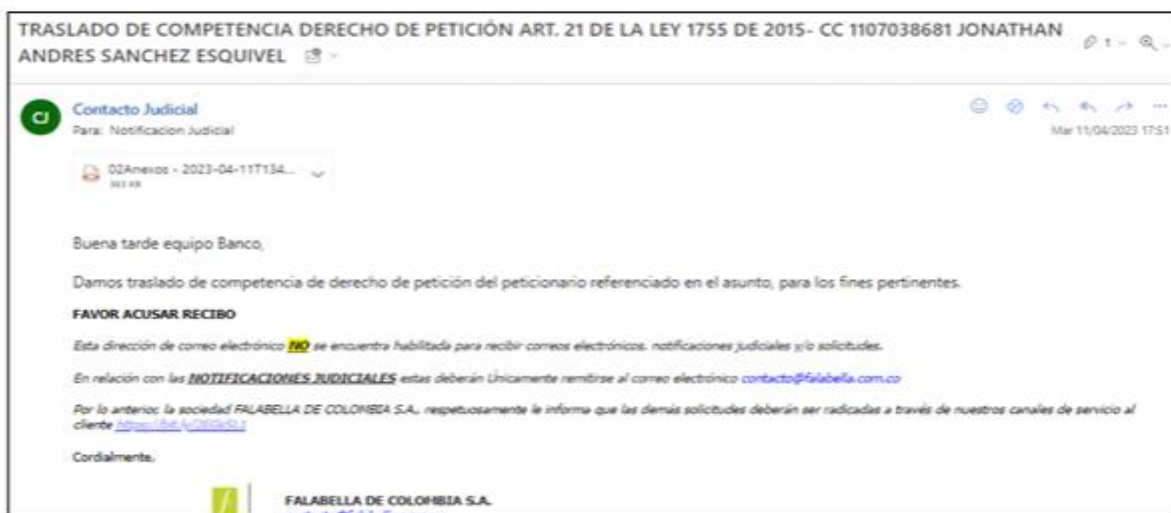 TRASLADO DE COMPETENCIA DERECHO DE PETICIÓN ART. 21 DE LA LEY 1755 DE 2015- CC 1107038681 JONATHAN
ANDRES SANCHEZ ESQUIVEL
1
CJ
Contacto Judicial
Para: Notificacion Judicial
Mar 11/04/2023 17:51
02Anexos - 2023-04-11T134...
Buena tarde equipo Banco,
Damos traslado de competencia de derecho de petición del peticionario referenciado en el asunto, para los fines pertinentes.
FAVOR ACUSAR RECIBO
Esta dirección de correo electrónico NO se encuentra habilitada para recibir correos electrónicos, notificaciones judiciales y/o solicitudes.
En relación con las NOTIFICACIONES JUDICIALES estas deberán Únicamente remitirse al correo electrónico contacto@falabella.com.co
Por lo anterior, la sociedad FALABELLA DE COLOMBIA S.A., respetuosamente le informa que las demás solicitudes deberán ser radicadas a través de nuestros canales de servicio al
cliente
Cordialmente,
f
FALABELLA DE COLOMBIA S.A.